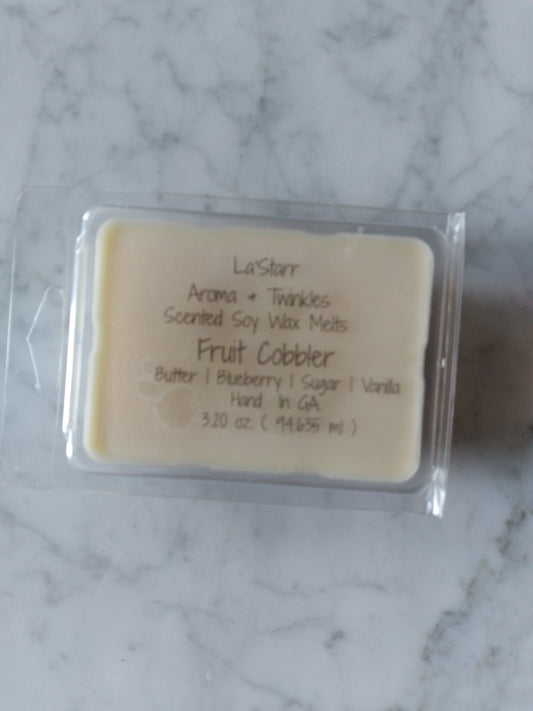 La'Starr
Aroma + Twinkles
Scented Soy Wax Melts
Fruit Cobbler
Butter | Blueberry | Sugar | Vanilla
Hand In GA
3.20 oz. ( 94.635 ml )